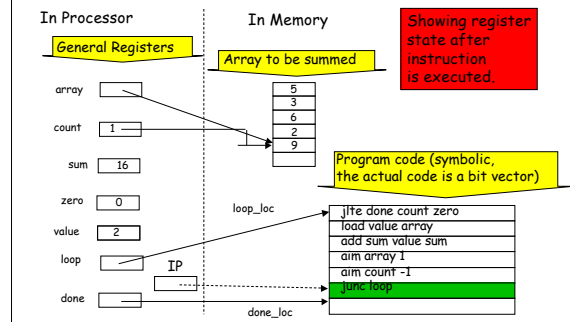 In Processor
In Memory
Showing register
state after
instruction
is executed.
General Registers
Array to be summed
array
count
1
sum
16
zero
0
value
2
loop
IP
done
5
3
6
2
9
Program code (symbolic,
the actual code is a bit vector)
loop_loc
jlte done count zero
load value array
add sum value sum
aim array 1
aim count -1
junc loop
done_loc